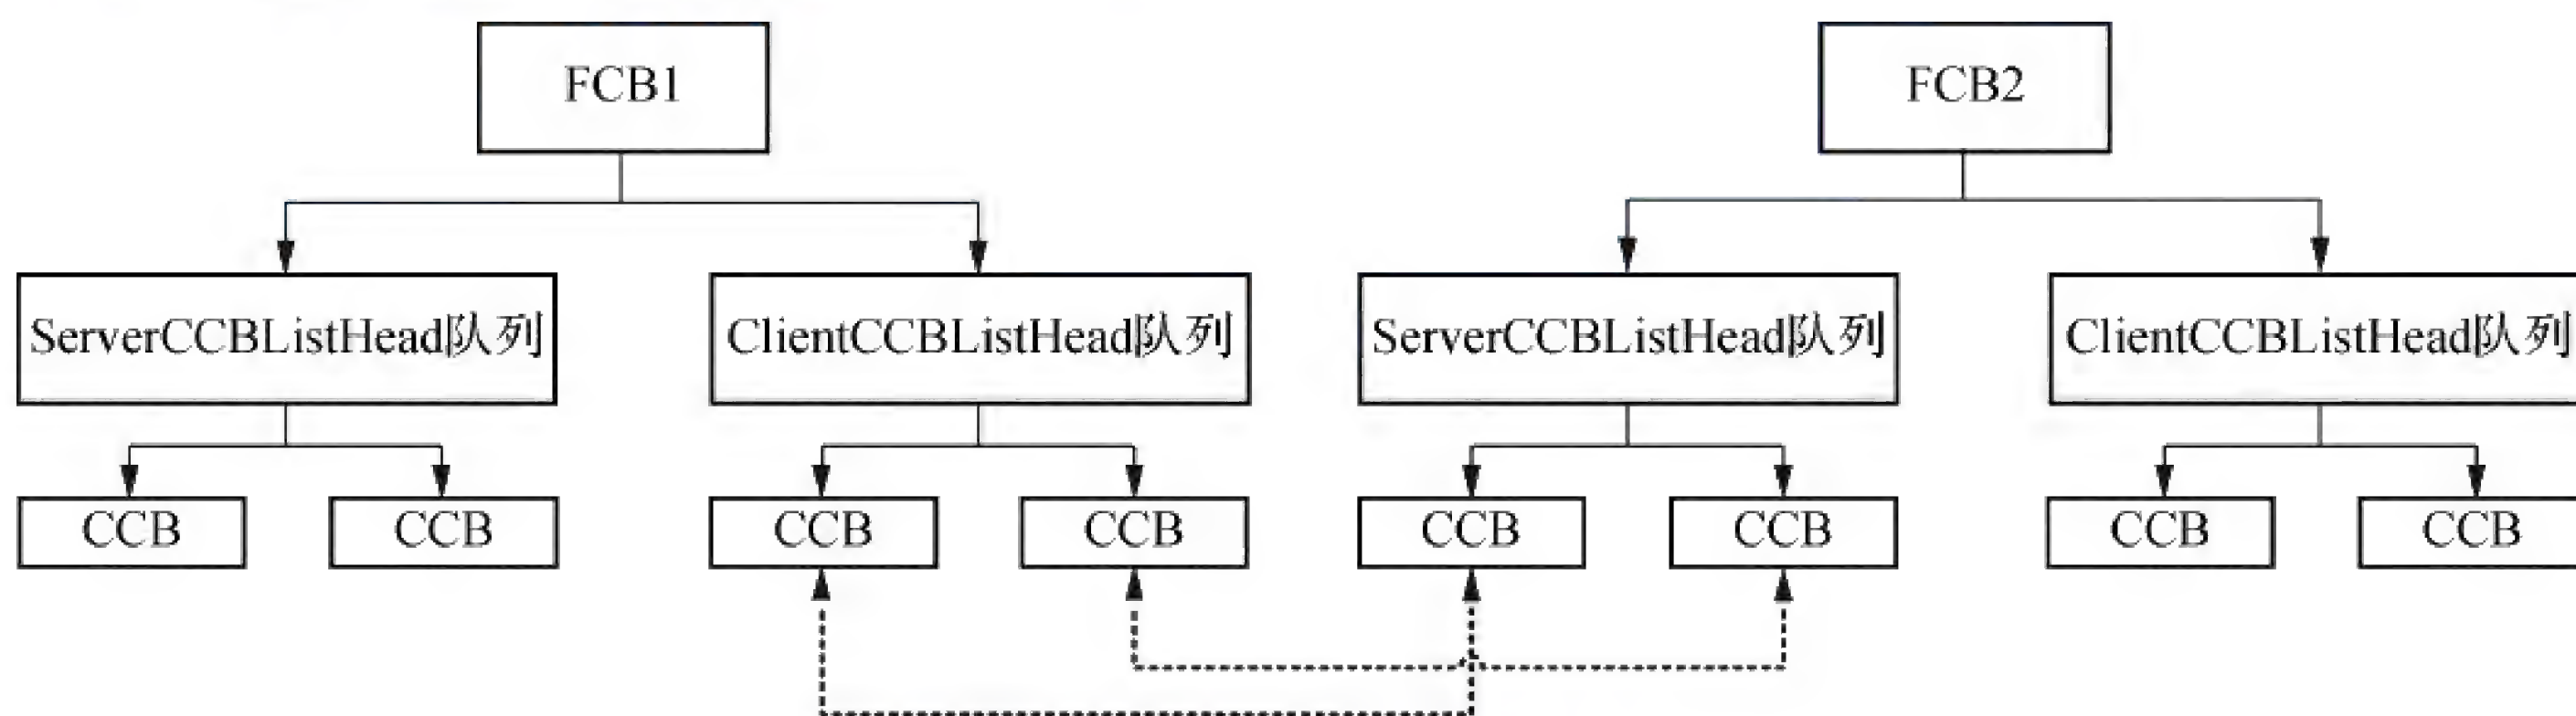 FCB1
FCB2
ServerCCBListHead队列
ClientCCBListHead队列
ServerCCBListHead队列
ClientCCBListHead队列
CCB
CCB
CCB
CCB
CCB
CCB
CCB
CCB